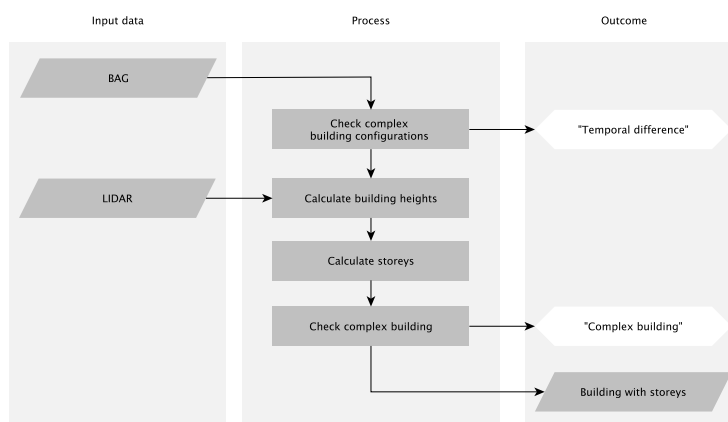 Input data
Process
Outcome
BAG
Check complex
building configurations
"Temporal difference"
LIDAR
Calculate building heights
Calculate storeys
Check complex building
"Complex building"
Building with storeys